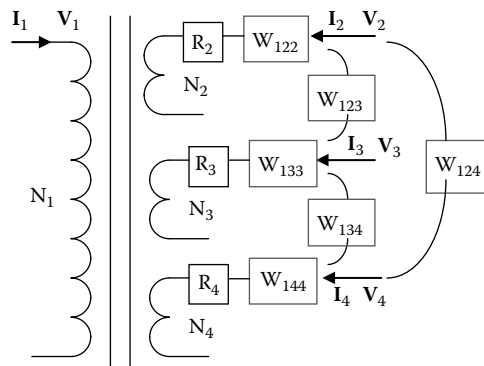 I₁ V₁ I₂ V₂
R₂ W₁₂₂
N₂
W₁₂₃
I₃ V₃
R₃ W₁₃₃
W₁₂₄
N₁ N₃
W₁₃₄
R₄ W₁₄₄
I₄ V₄
N₄